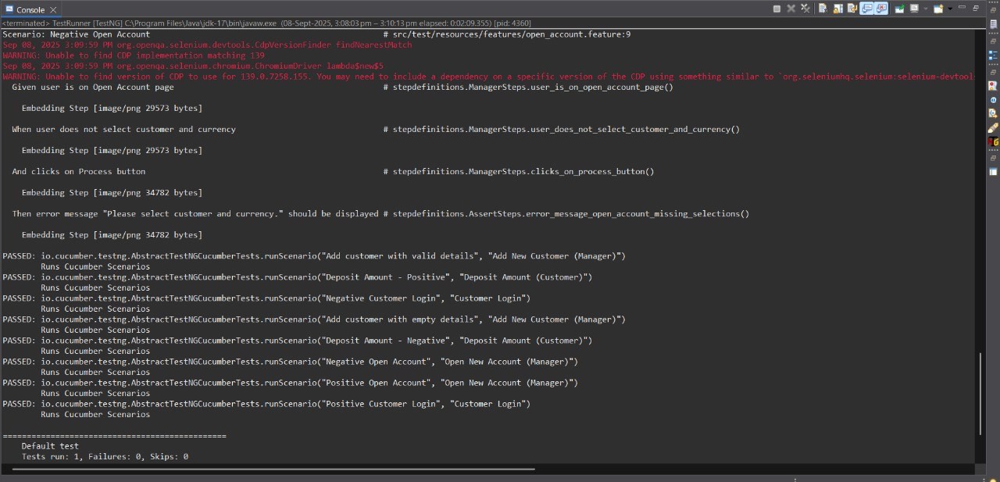 Console
<terminated> TestRunner [TestNG] C:\Program Files\Java\jdk-17\bin\javaw.exe (08-Sept-2025, 3:08:03 pm – 3:10:13 pm elapsed: 0:02:09.355) [pid: 4360]
Scenario: Negative Open Account # src/test/resources/features/open_account.feature:9
Sep 08, 2025 3:09:59 PM org.openqa.selenium.devtools.CdpVersionFinder findNearestMatch
WARNING: Unable to find CDP implementation matching 139
Sep 08, 2025 3:09:59 PM org.openqa.selenium.chromium.ChromiumDriver lambda$new$5
WARNING: Unable to find version of CDP to use for 139.0.7258.155. You may need to include a dependency on a specific version of the CDP using something similar to `org.seleniumhq.selenium:selenium-devtools
Given user is on Open Account page # stepdefinitions.ManagerSteps.user_is_on_open_account_page()
Embedding Step [image/png 29573 bytes]
When user does not select customer and currency # stepdefinitions.ManagerSteps.user_does_not_select_customer_and_currency()
Embedding Step [image/png 29573 bytes]
And clicks on Process button # stepdefinitions.ManagerSteps.clicks_on_process_button()
Embedding Step [image/png 34782 bytes]
Then error message "Please select customer and currency." should be displayed # stepdefinitions.AssertSteps.error_message_open_account_missing_selections()
Embedding Step [image/png 34782 bytes]
PASSED: io.cucumber.testng.AbstractTestNGCucumberTests.runScenario("Add customer with valid details", "Add New Customer (Manager)")
Runs Cucumber Scenarios
PASSED: io.cucumber.testng.AbstractTestNGCucumberTests.runScenario("Deposit Amount - Positive", "Deposit Amount (Customer)")
Runs Cucumber Scenarios
PASSED: io.cucumber.testng.AbstractTestNGCucumberTests.runScenario("Negative Customer Login", "Customer Login")
Runs Cucumber Scenarios
PASSED: io.cucumber.testng.AbstractTestNGCucumberTests.runScenario("Add customer with empty details", "Add New Customer (Manager)")
Runs Cucumber Scenarios
PASSED: io.cucumber.testng.AbstractTestNGCucumberTests.runScenario("Deposit Amount - Negative", "Deposit Amount (Customer)")
Runs Cucumber Scenarios
PASSED: io.cucumber.testng.AbstractTestNGCucumberTests.runScenario("Negative Open Account", "Open New Account (Manager)")
Runs Cucumber Scenarios
PASSED: io.cucumber.testng.AbstractTestNGCucumberTests.runScenario("Positive Open Account", "Open New Account (Manager)")
Runs Cucumber Scenarios
PASSED: io.cucumber.testng.AbstractTestNGCucumberTests.runScenario("Positive Customer Login", "Customer Login")
Runs Cucumber Scenarios
===============================================
Default test
Tests run: 1, Failures: 0, Skips: 0